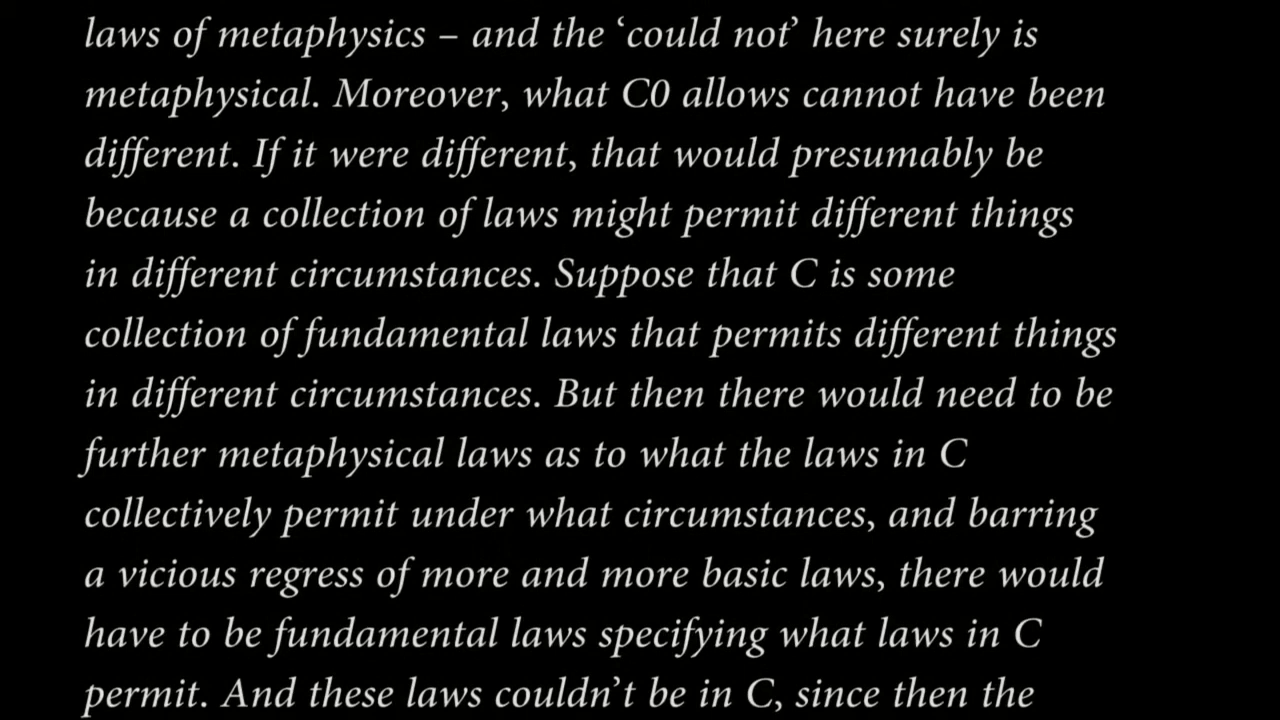 laws of metaphysics – and the ‘could not’ here surely is
metaphysical. Moreover, what C0 allows cannot have been
different. If it were different, that would presumably be
because a collection of laws might permit different things
in different circumstances. Suppose that C is some
collection of fundamental laws that permits different things
in different circumstances. But then there would need to be
further metaphysical laws as to what the laws in C
collectively permit under what circumstances, and barring
a vicious regress of more and more basic laws, there would
have to be fundamental laws specifying what laws in C
permit. And these laws couldn’t be in C, since then the